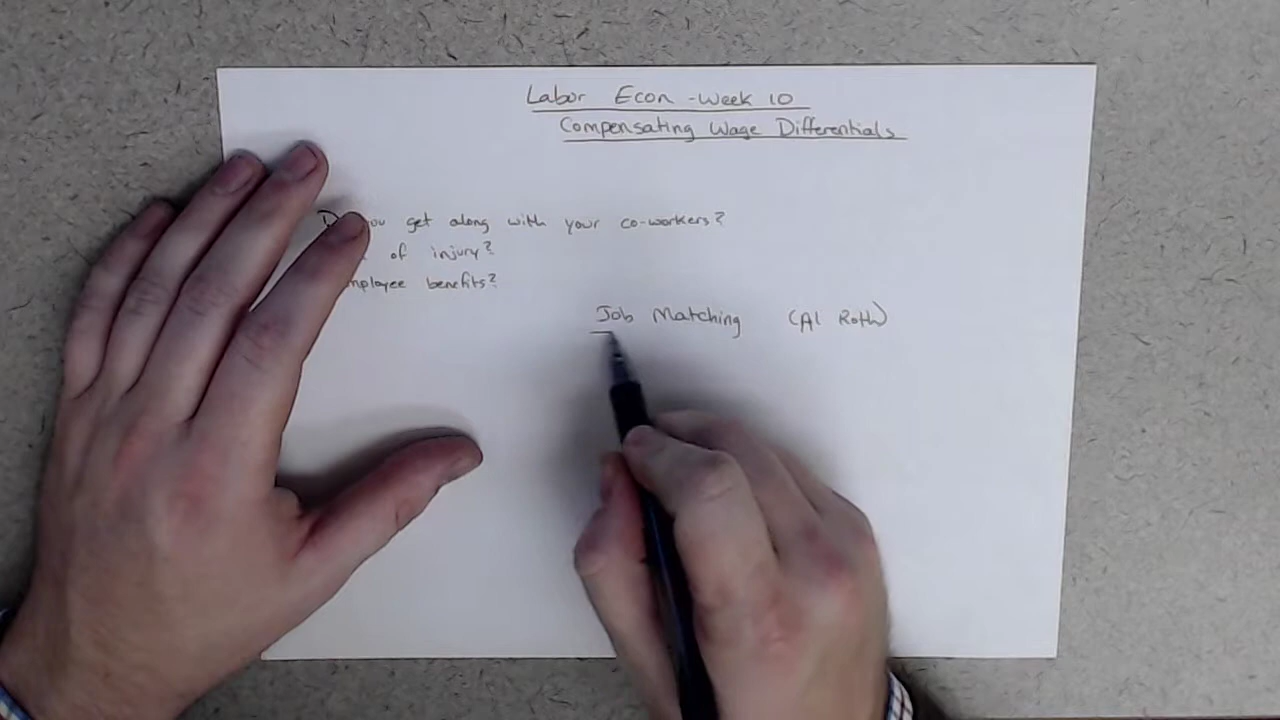 Labor Econ - Week 10
Compensating Wage Differentials
you get along with your co-workers?
of injury?
mployee benefits?
Job Matching (Al Roth)